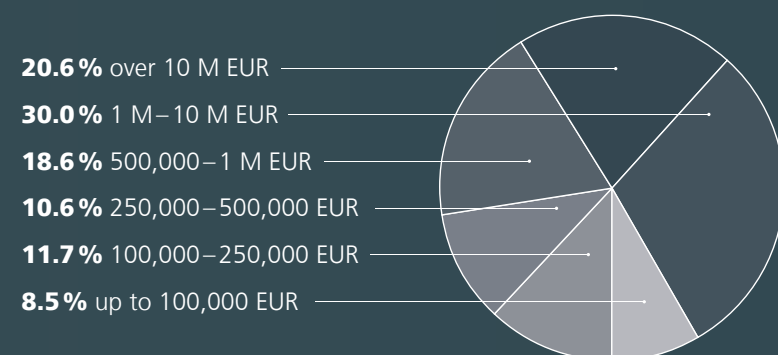 20.6 % over 10 M EUR
30.0 % 1 M – 10 M EUR
18.6 % 500,000 – 1 M EUR
10.6 % 250,000 – 500,000 EUR
11.7 % 100,000 – 250,000 EUR
8.5 % up to 100,000 EUR